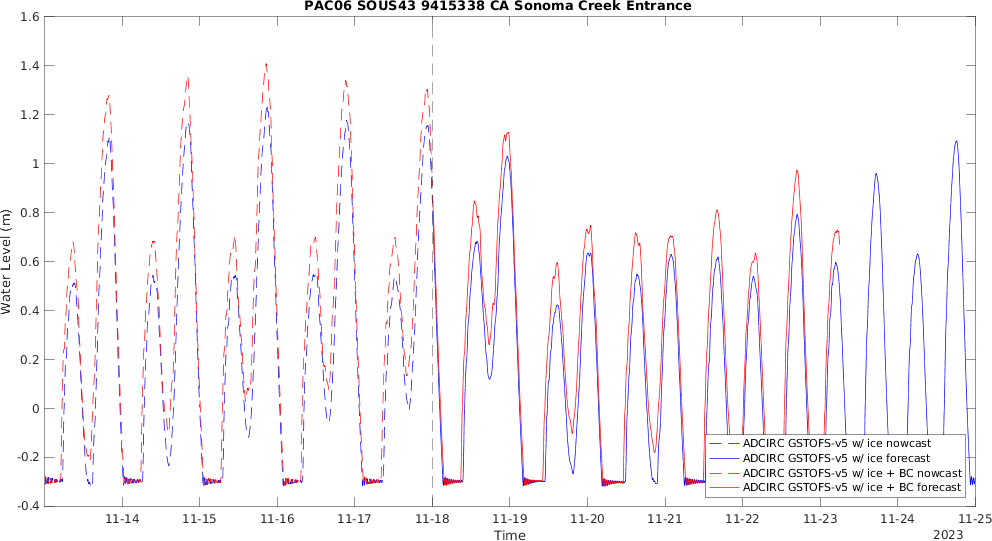 PAC06 SOUS43 9415338 CA Sonoma Creek Entrance
Water Level (m)
1.6
1.4
1.2
1
0.8
0.6
0.4
0.2
0
-0.2
-0.4
ADCIRC GSTOFS-v5 w/ ice nowcast
ADCIRC GSTOFS-v5 w/ ice forecast
ADCIRC GSTOFS-v5 w/ ice + BC nowcast
ADCIRC GSTOFS-v5 w/ ice + BC forecast
11-14 11-15 11-16 11-17 11-18 11-19 11-20 11-21 11-22 11-23 11-24 11-25
Time
2023